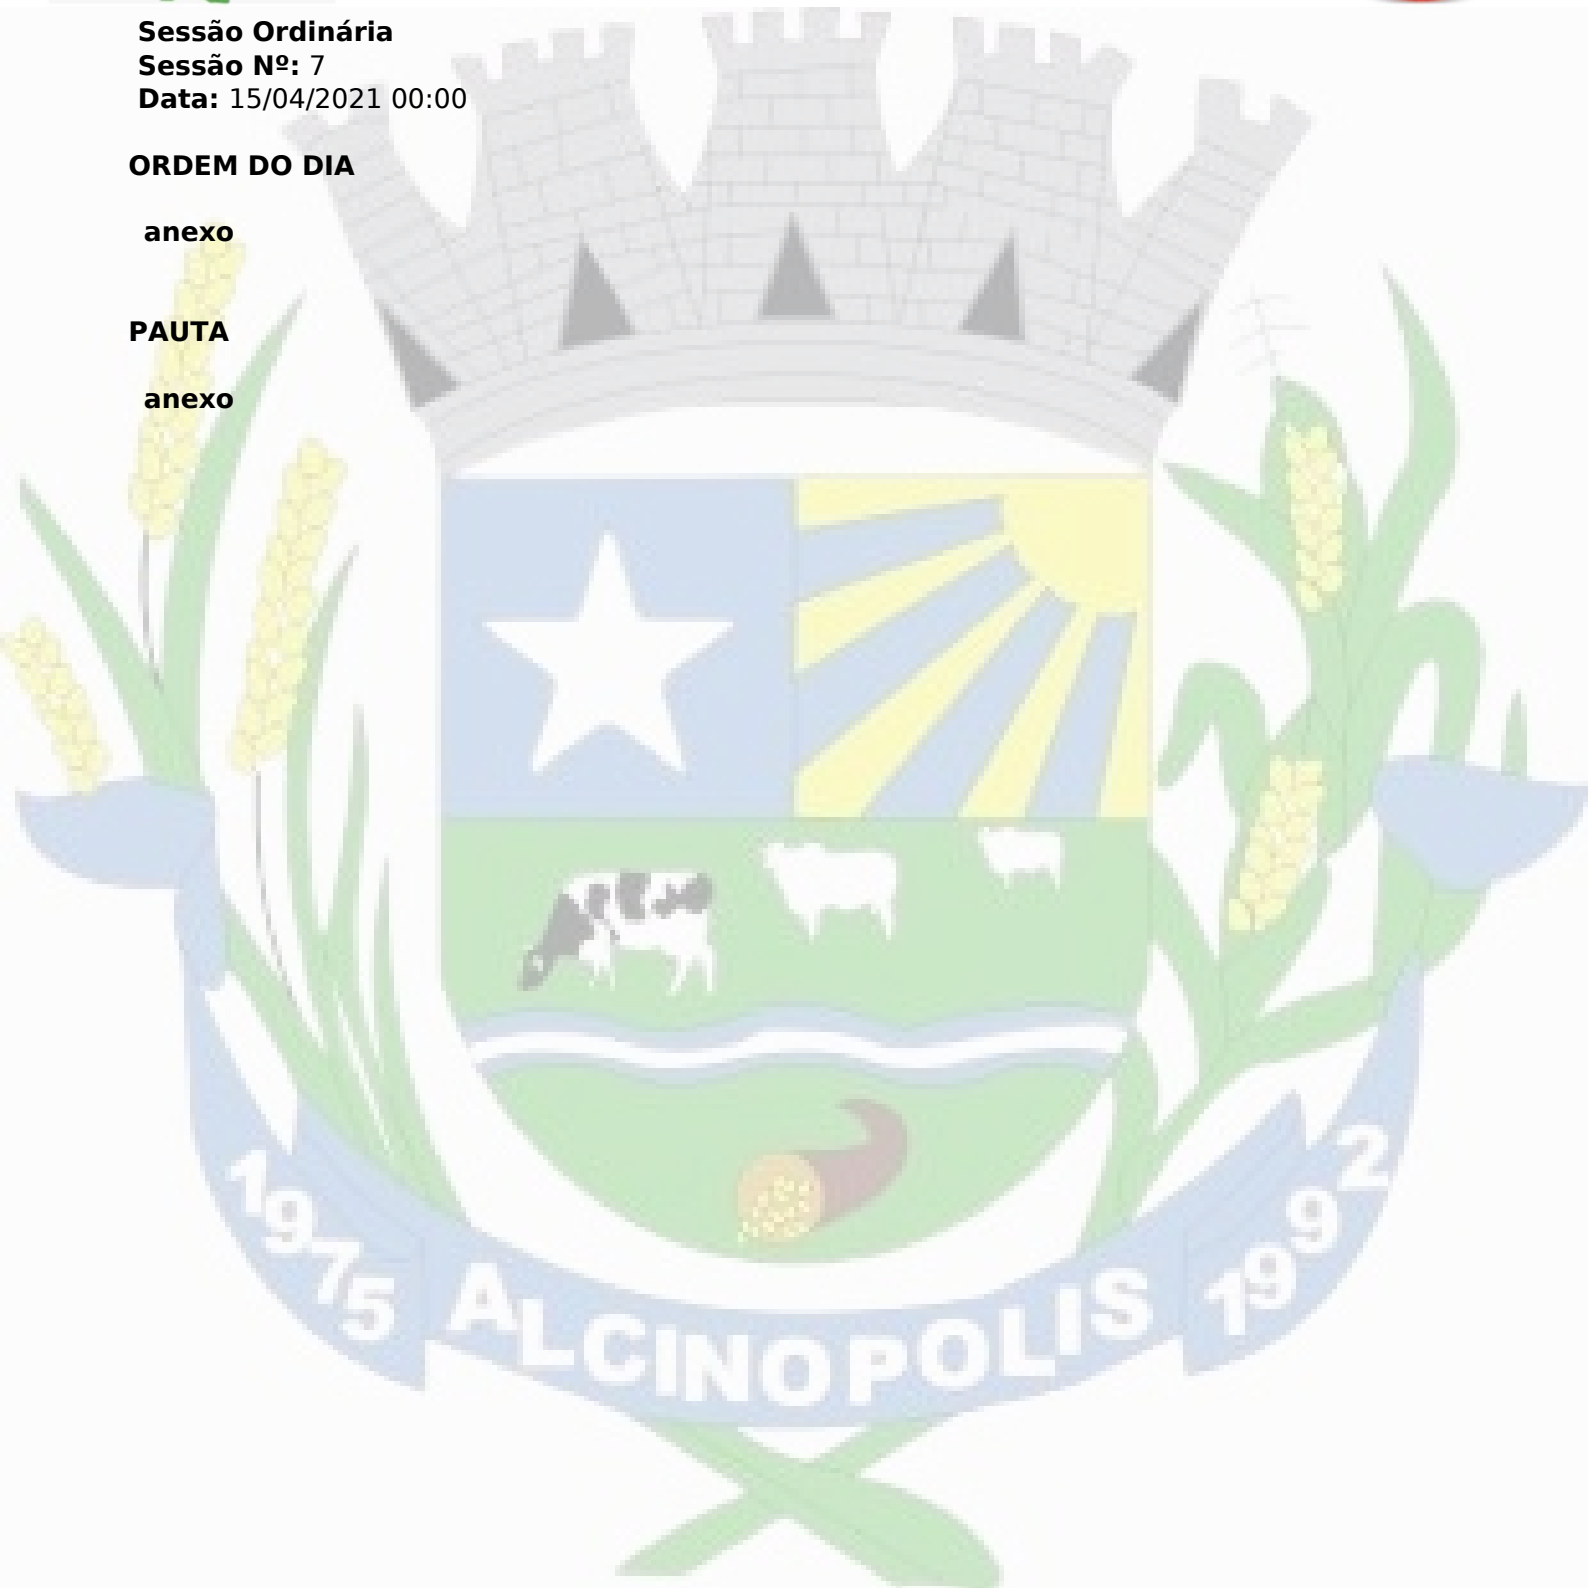 Sessão Ordinária
Sessão Nº: 7
Data: 15/04/2021 00:00
ORDEM DO DIA
anexo
PAUTA
anexo
1975 ALCINOPOLIS 1992